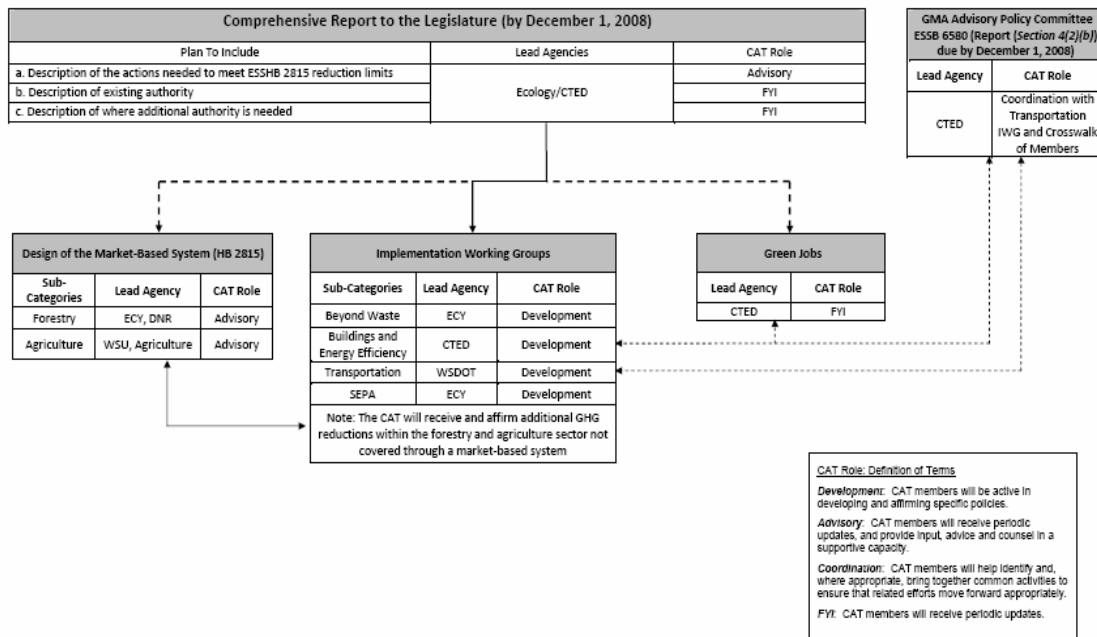 Comprehensive Report to the Legislature (by December 1, 2008)
Plan To Include
Lead Agencies
CAT Role
a. Description of the actions needed to meet ESSHB 2815 reduction limits
Advisory
b. Description of existing authority
Ecology/CTED
FYI
c. Description of where additional authority is needed
FYI
GMA Advisory Policy Committee
ESSB 6580 (Report (Section 4(2)(b))
due by December 1, 2008)
Lead Agency
CAT Role
CTED
Coordination with
Transportation
IWG and Crosswalk
of Members
Design of the Market-Based System (HB 2815)
Sub-
Categories
Lead Agency
CAT Role
Forestry
ECY, DNR
Advisory
Agriculture
WSU, Agriculture
Advisory
Implementation Working Groups
Sub-Categories
Lead Agency
CAT Role
Beyond Waste
ECY
Development
Buildings and
Energy Efficiency
CTED
Development
Transportation
WSDOT
Development
SEPA
ECY
Development
Note: The CAT will receive and affirm additional GHG
reductions within the forestry and agriculture sector not
covered through a market-based system
Green Jobs
Lead Agency
CAT Role
CTED
FYI
CAT Role: Definition of Terms
Development: CAT members will be active in
developing and affirming specific policies.
Advisory: CAT members will receive periodic
updates, and provide input, advice and counsel in a
supportive capacity.
Coordination: CAT members will help identify and,
where appropriate, bring together common activities to
ensure that related efforts move forward appropriately.
FYI: CAT members will receive periodic updates.